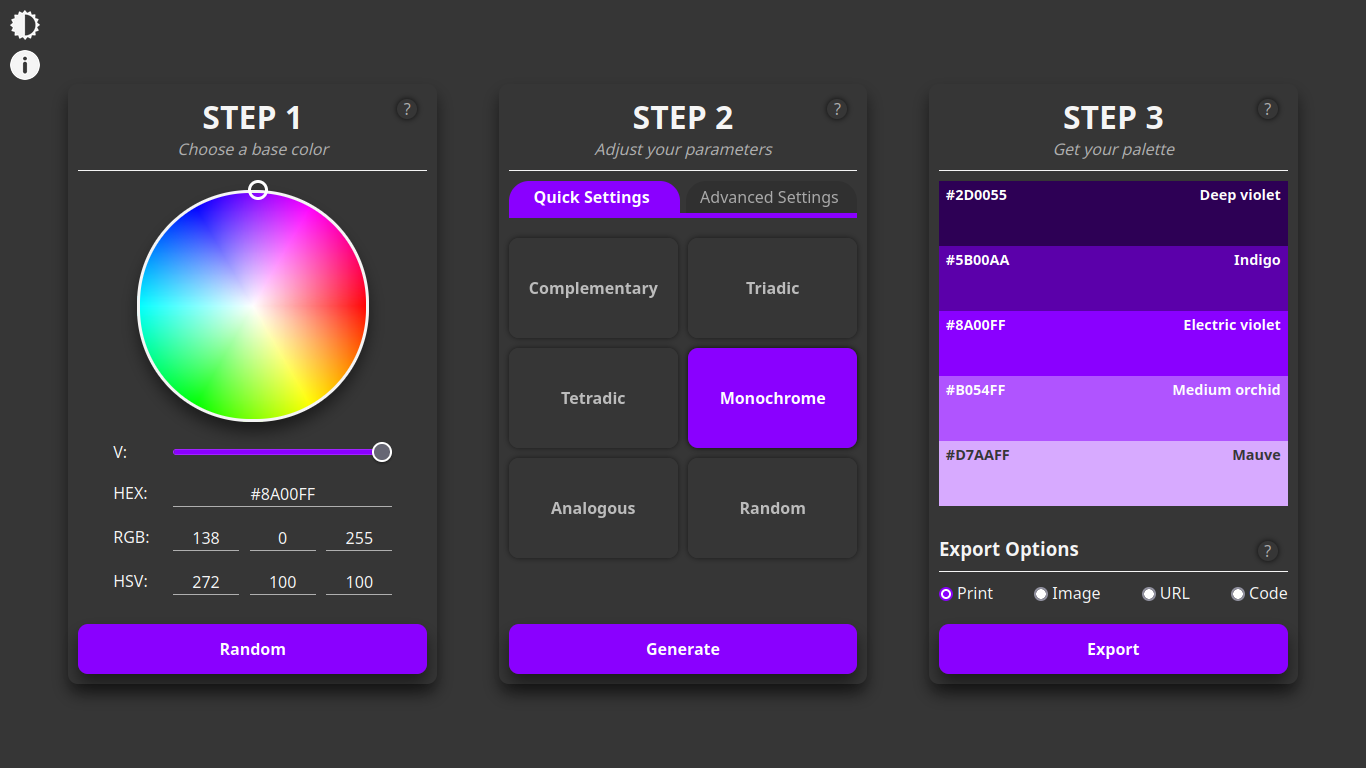 STEP 1
?
Choose a base color
V:
HEX: #8A00FF
RGB: 138 0 255
HSV: 272 100 100
Random
STEP 2
?
Adjust your parameters
Quick Settings Advanced Settings
Complementary Triadic
Tetradic Monochrome
Analogous Random
Generate
STEP 3
?
Get your palette
#2D0055 Deep violet
#5B00AA Indigo
#8A00FF Electric violet
#B054FF Medium orchid
#D7AAFF Mauve
Export Options ?
Print Image URL Code
Export